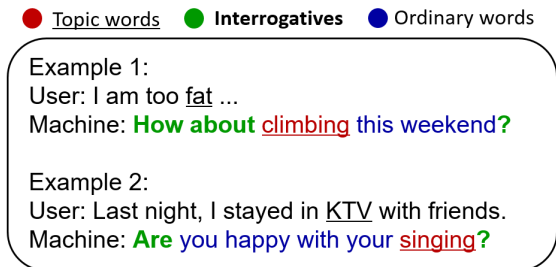 Topic words Interrogatives Ordinary words
Example 1:
User: I am too fat ...
Machine: How about climbing this weekend?
Example 2:
User: Last night, I stayed in KTV with friends.
Machine: Are you happy with your singing?